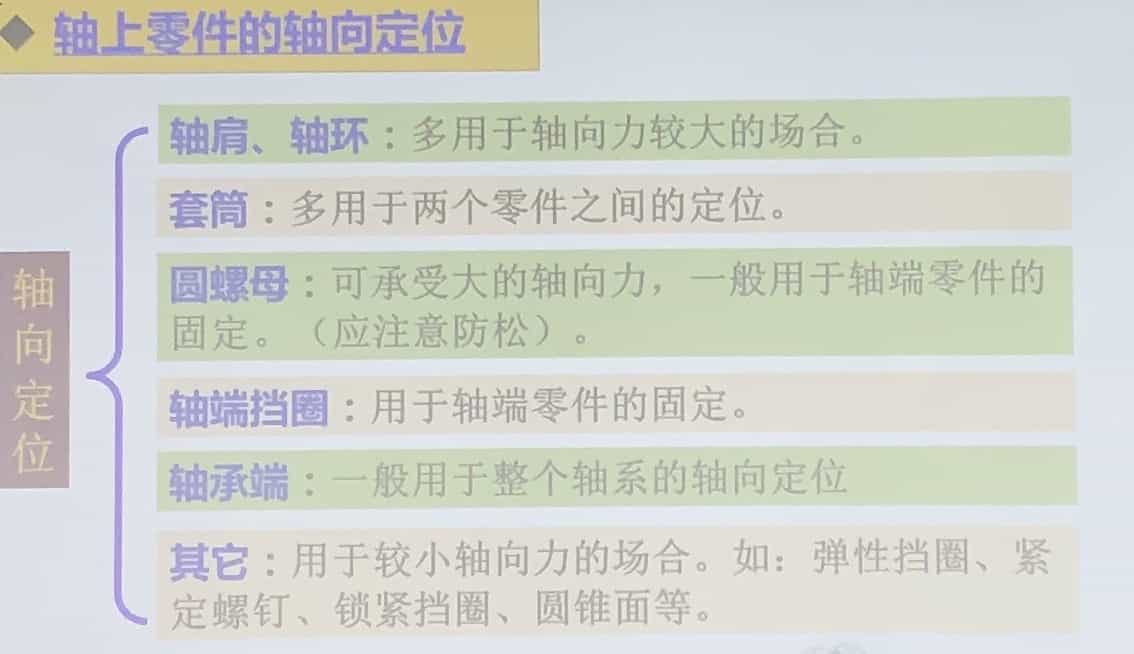 轴上零件的轴向定位
轴向定位
轴肩、轴环：多用于轴向力较大的场合。
套筒：多用于两个零件之间的定位。
圆螺母：可承受大的轴向力，一般用于轴端零件的
固定。（应注意防松）。
轴端挡圈：用于轴端零件的固定。
轴承端：一般用于整个轴系的轴向定位
其它：用于较小轴向力的场合。如：弹性挡圈、紧
定螺钉、锁紧挡圈、圆锥面等。